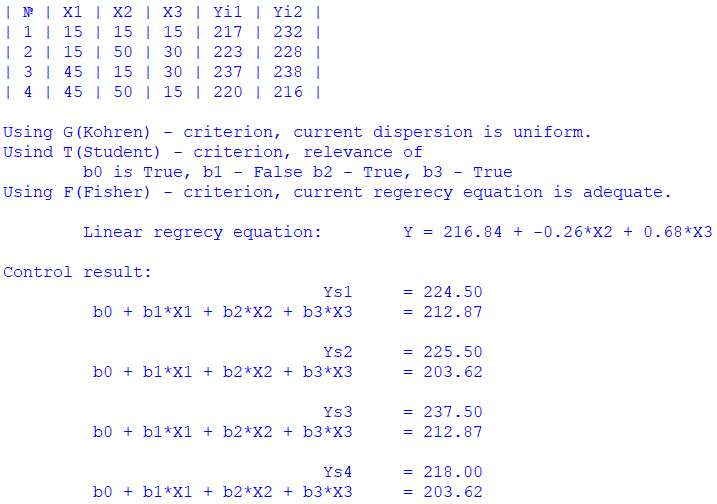 | № | X1 | X2 | X3 | Yi1 | Yi2 |
| 1 | 15 | 15 | 15 | 217 | 232 |
| 2 | 15 | 50 | 30 | 223 | 228 |
| 3 | 45 | 15 | 30 | 237 | 238 |
| 4 | 45 | 50 | 15 | 220 | 216 |
Using G(Kohren) - criterion, current dispersion is uniform.
Usind T(Student) - criterion, relevance of
b0 is True, b1 - False b2 - True, b3 - True
Using F(Fisher) - criterion, current regerecy equation is adequate.
Linear regrecy equation: Y = 216.84 + -0.26*X2 + 0.68*X3
Control result:
Ys1 = 224.50
b0 + b1*X1 + b2*X2 + b3*X3 = 212.87
Ys2 = 225.50
b0 + b1*X1 + b2*X2 + b3*X3 = 203.62
Ys3 = 237.50
b0 + b1*X1 + b2*X2 + b3*X3 = 212.87
Ys4 = 218.00
b0 + b1*X1 + b2*X2 + b3*X3 = 203.62